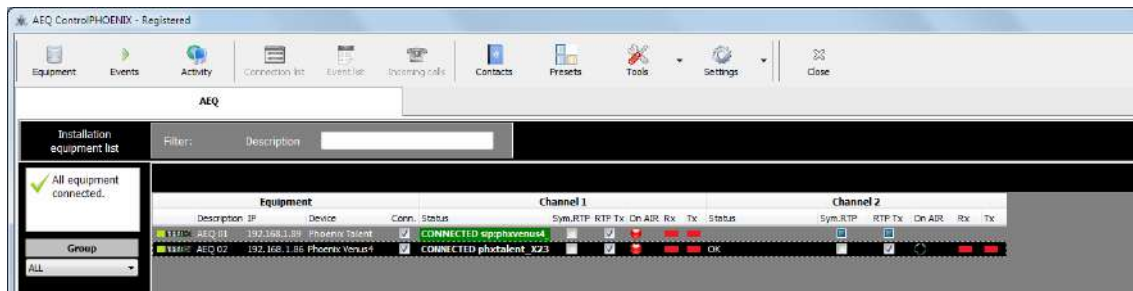 AEQ ControlPHOENIX - Registered
Equipment Events Activity Connection list Event list Incoming calls Contacts Presets Tools Settings Close
AEQ
Installation
equipment list
Filter: Description
All equipment
connected.
Equipment Channel 1 Channel 2
Description IP Device Conn. Status Sym.RTP RTP Tx On AIR Rx Tx Status Sym.RTP RTP Tx On AIR Rx Tx
AEQ 01 192.168.1.89 Phoenix Talent CONNECTED sip:phxvenus4
AEQ 02 192.168.1.86 Phoenix Venus4 CONNECTED phxtalent_X23 OK
Group
ALL